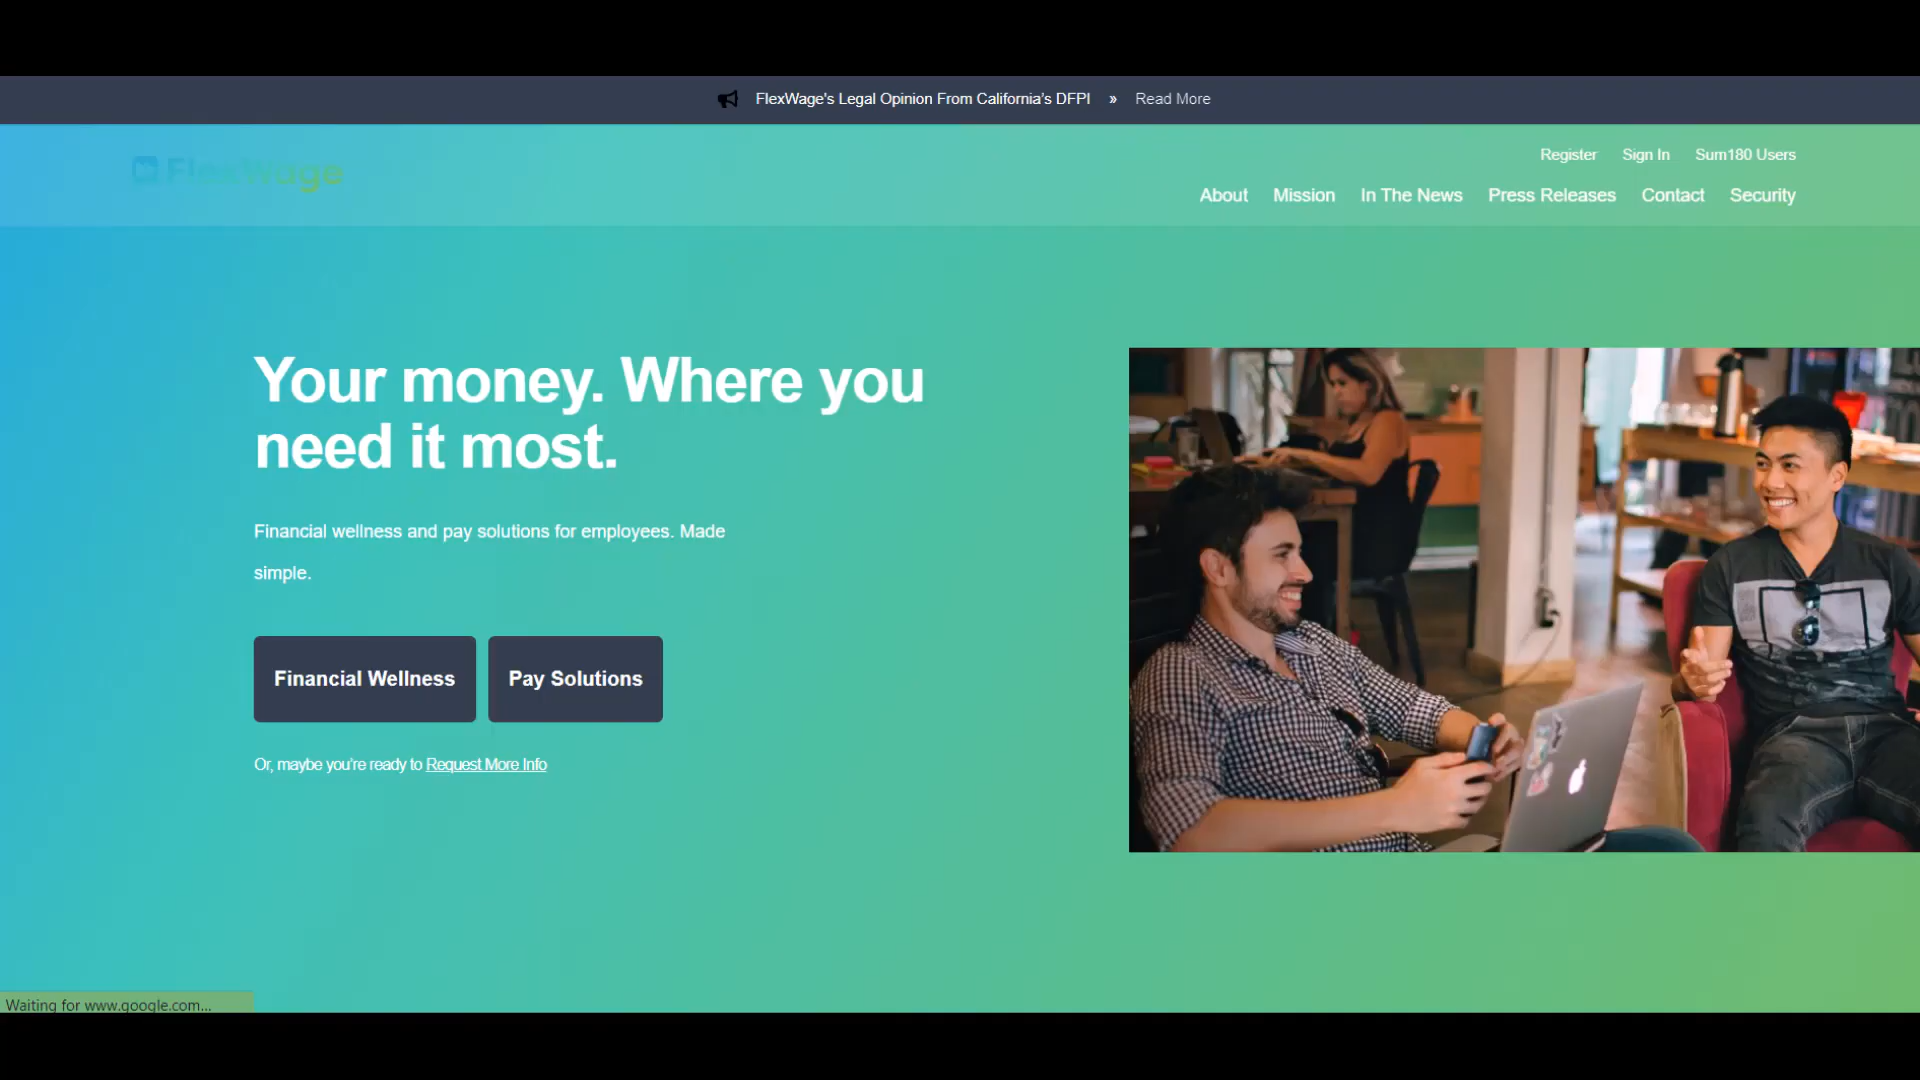 FlexWage's Legal Opinion From California's DFPI » Read More
FlexWage
Register Sign In Sum180 Users
About Mission In The News Press Releases Contact Security
Your money. Where you
need it most.
Financial wellness and pay solutions for employees. Made
simple.
Financial Wellness Pay Solutions
Or, maybe you're ready to Request More Info
Waiting for www.google.com...